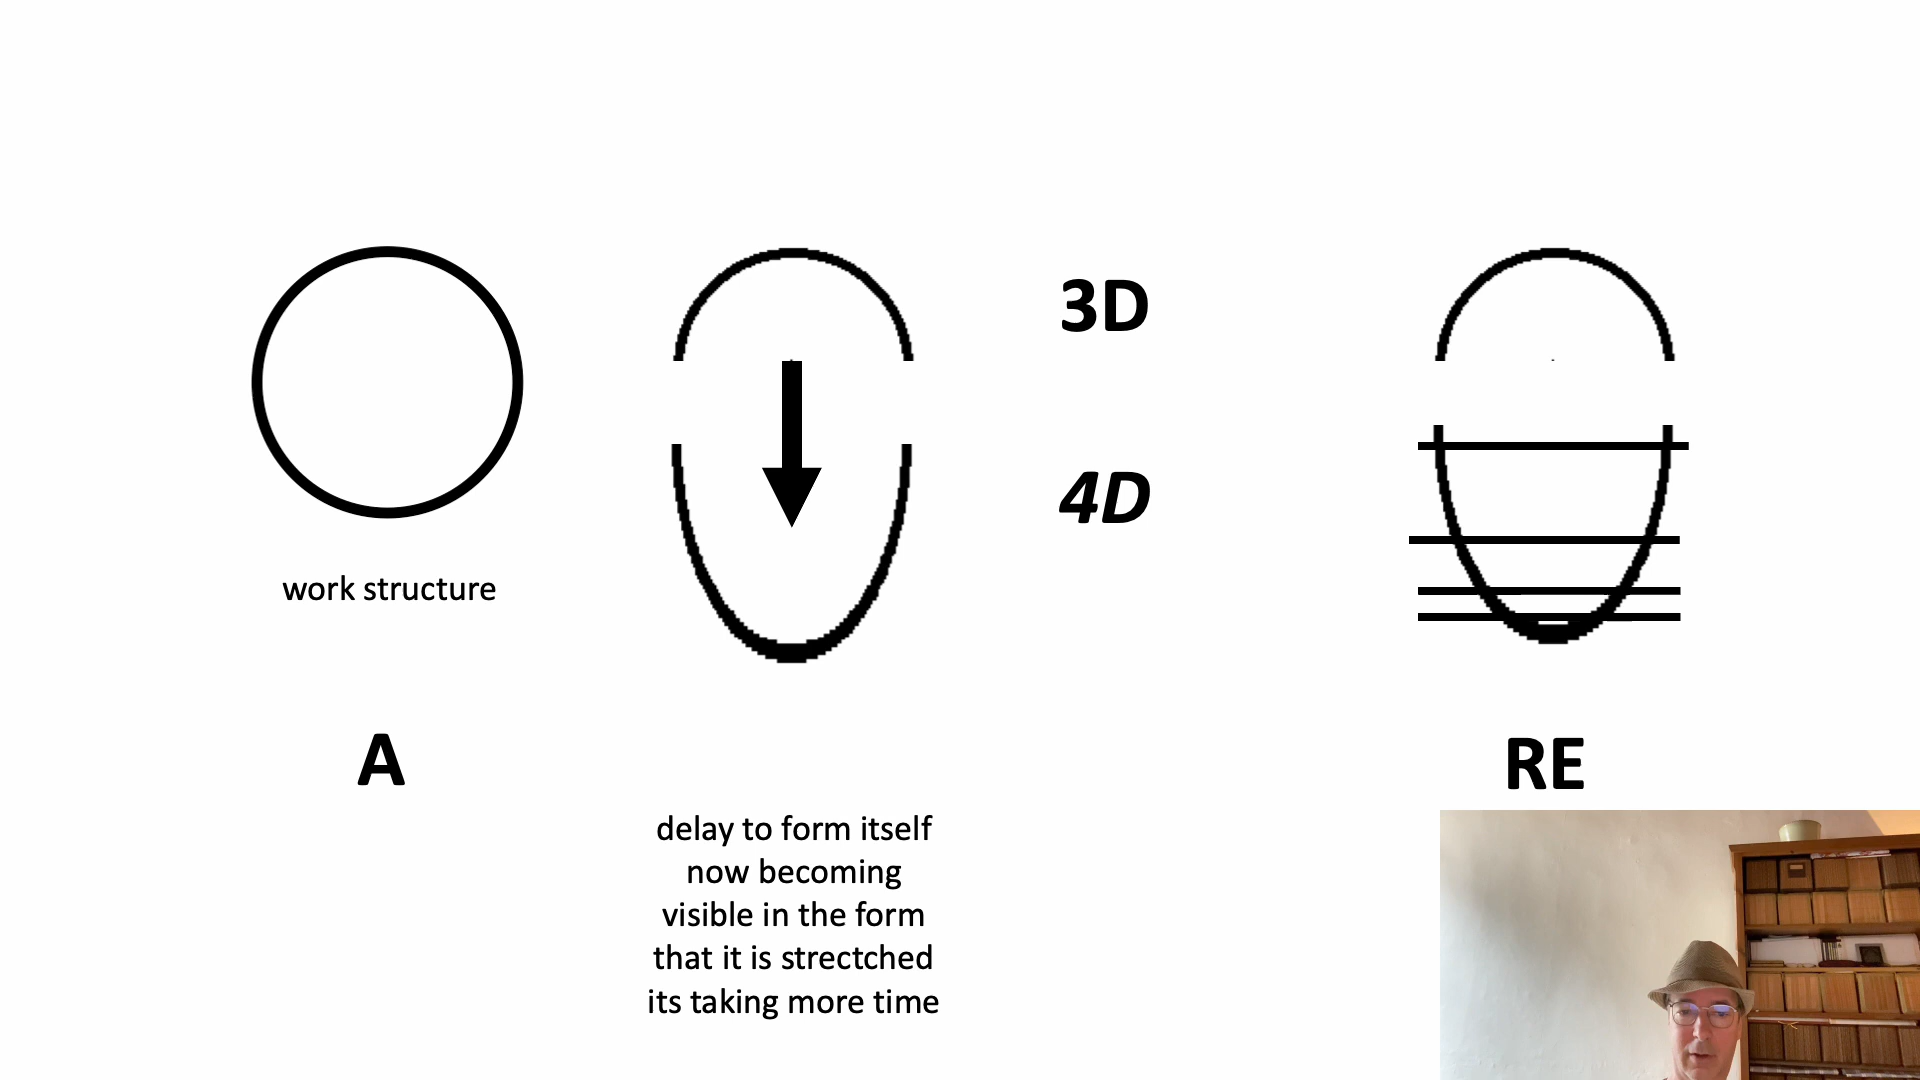 3D
4D
work structure
A
RE
delay to form itself
now becoming
visible in the form
that it is strectched
its taking more time